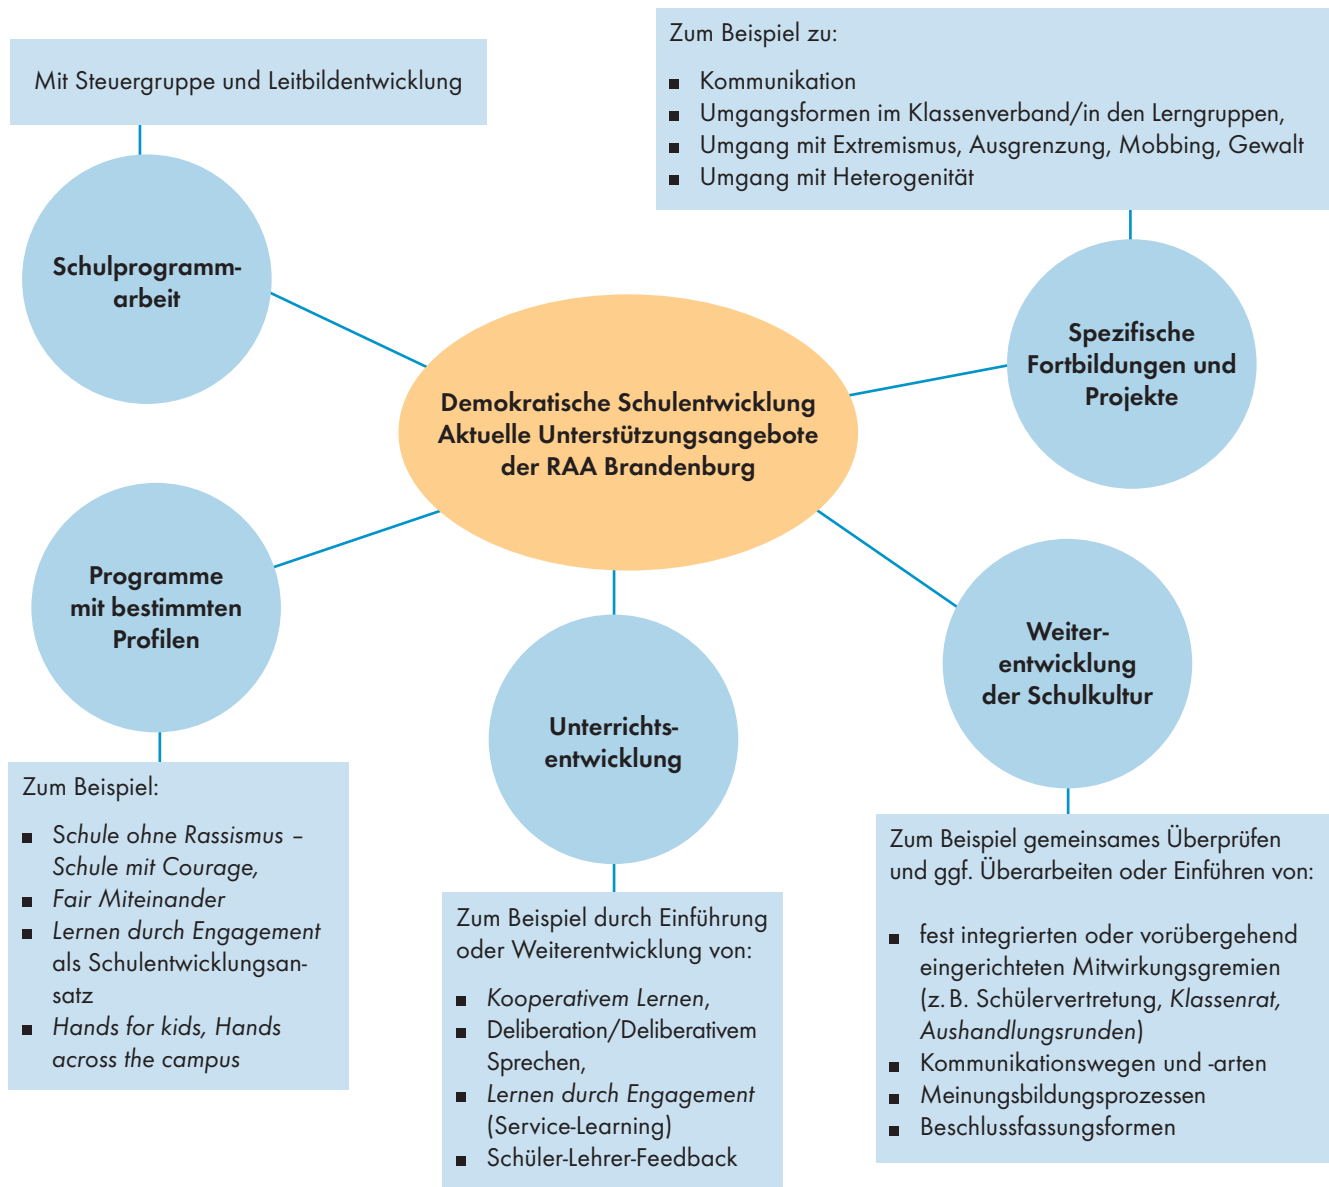 Mit Steuergruppe und Leitbildentwicklung
Schulprogramm-
arbeit
Zum Beispiel zu:
■ Kommunikation
■ Umgangsformen im Klassenverband/in den Lerngruppen,
■ Umgang mit Extremismus, Ausgrenzung, Mobbing, Gewalt
■ Umgang mit Heterogenität
Spezifische
Fortbildungen und
Projekte
Demokratische Schulentwicklung
Aktuelle Unterstützungsangebote
der RAA Brandenburg
Programme
mit bestimmten
Profilen
Zum Beispiel:
■ Schule ohne Rassismus –
Schule mit Courage,
■ Fair Miteinander
■ Lernen durch Engagement
als Schulentwicklungsan-
satz
■ Hands for kids, Hands
across the campus
Unterrichts-
entwicklung
Zum Beispiel durch Einführung
oder Weiterentwicklung von:
■ Kooperativem Lernen,
■ Deliberation/Deliberativem
Sprechen,
■ Lernen durch Engagement
(Service-Learning)
■ Schüler-Lehrer-Feedback
Weiter-
entwicklung
der Schulkultur
Zum Beispiel gemeinsames Überprüfen
und ggf. Überarbeiten oder Einführen von:
■ fest integrierten oder vorübergehend
eingerichteten Mitwirkungsgremien
(z. B. Schülervertretung, Klassenrat,
Aushandlungsrunden)
■ Kommunikationswegen und -arten
■ Meinungsbildungsprozessen
■ Beschlussfassungsformen